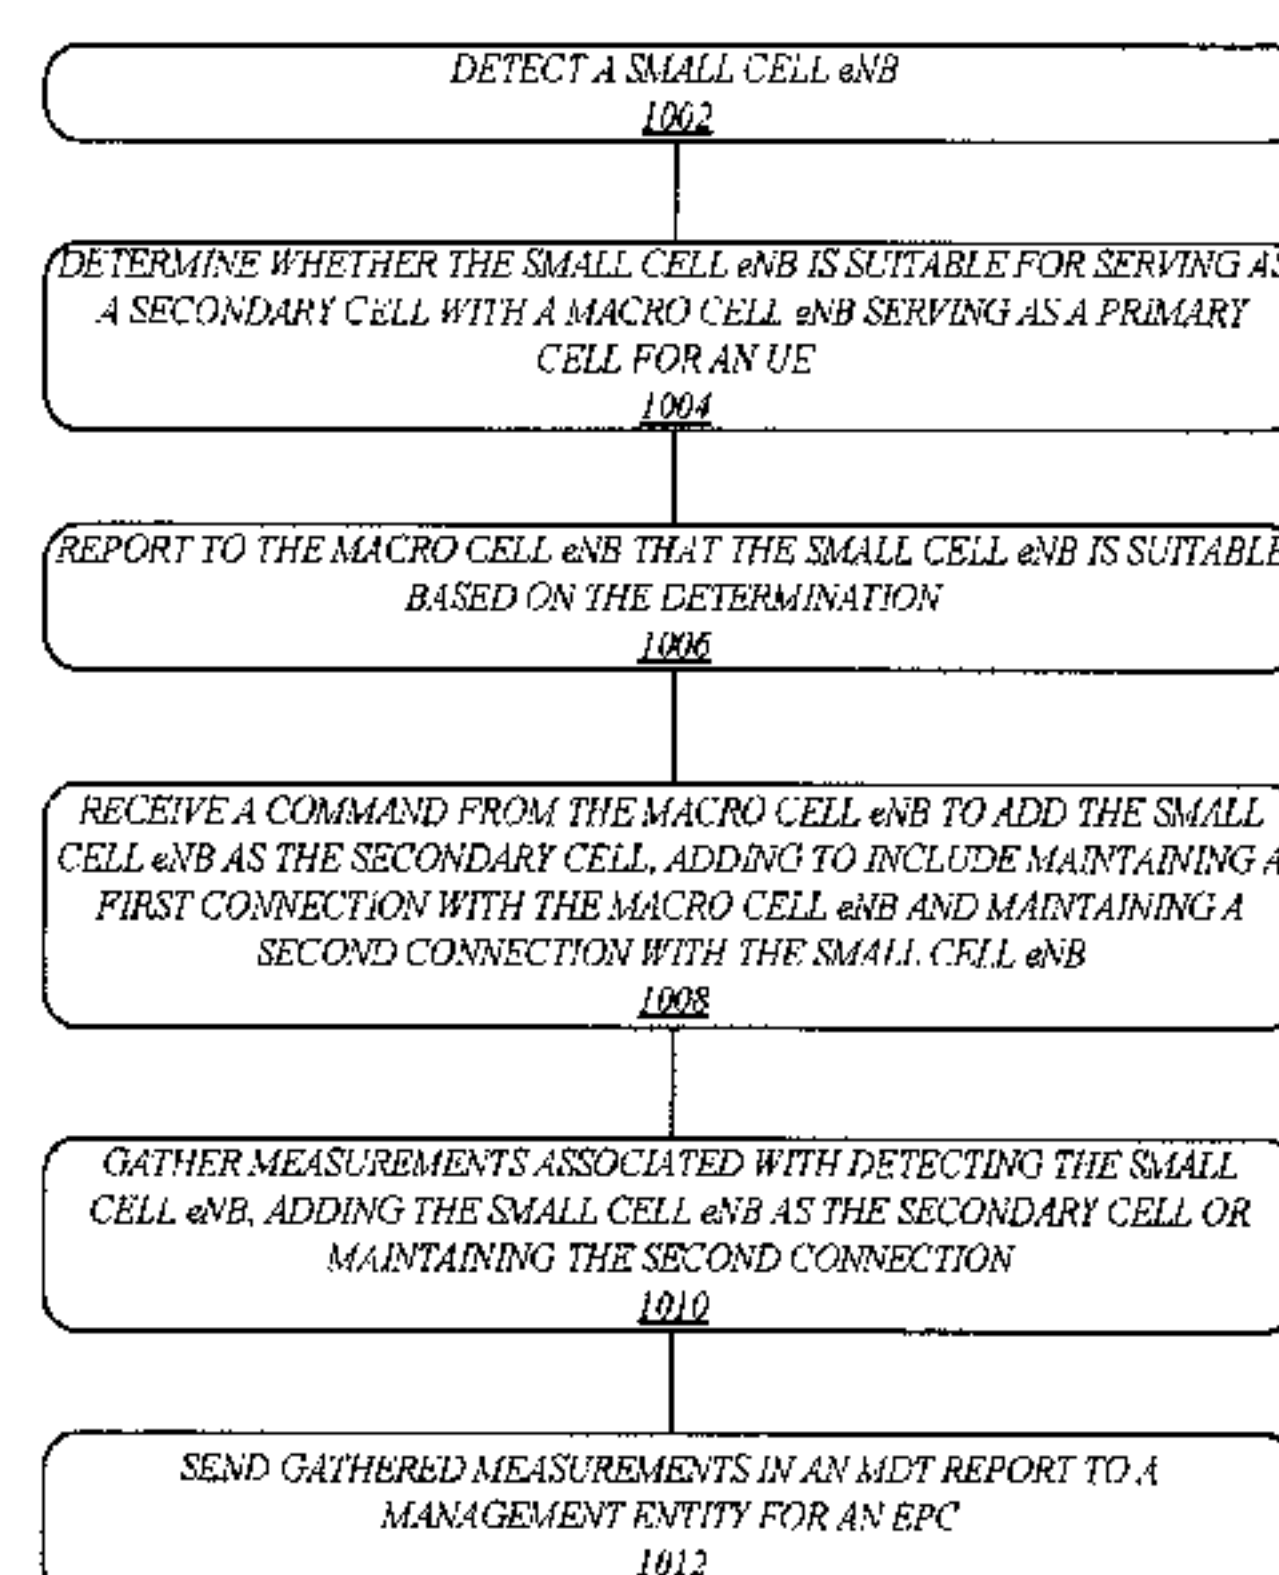 DETECT A SMALL CELL eNB
1002
DETERMINE WHETHER THE SMALL CELL eNB IS SUITABLE FOR SERVING AS
A SECONDARY CELL WITH A MACRO CELL eNB SERVING AS A PRIMARY
CELL FOR AN UE
1004
REPORT TO THE MACRO CELL eNB THAT THE SMALL CELL eNB IS SUITABLE
BASED ON THE DETERMINATION
1006
RECEIVE A COMMAND FROM THE MACRO CELL eNB TO ADD THE SMALL
CELL eNB AS THE SECONDARY CELL, ADDING TO INCLUDE MAINTAINING A
FIRST CONNECTION WITH THE MACRO CELL eNB AND MAINTAINING A
SECOND CONNECTION WITH THE SMALL CELL eNB
1008
GATHER MEASUREMENTS ASSOCIATED WITH DETECTING THE SMALL
CELL eNB, ADDING THE SMALL CELL eNB AS THE SECONDARY CELL OR
MAINTAINING THE SECOND CONNECTION
1010
SEND GATHERED MEASUREMENTS IN AN MDT REPORT TO A
MANAGEMENT ENTITY FOR AN EPC
1012